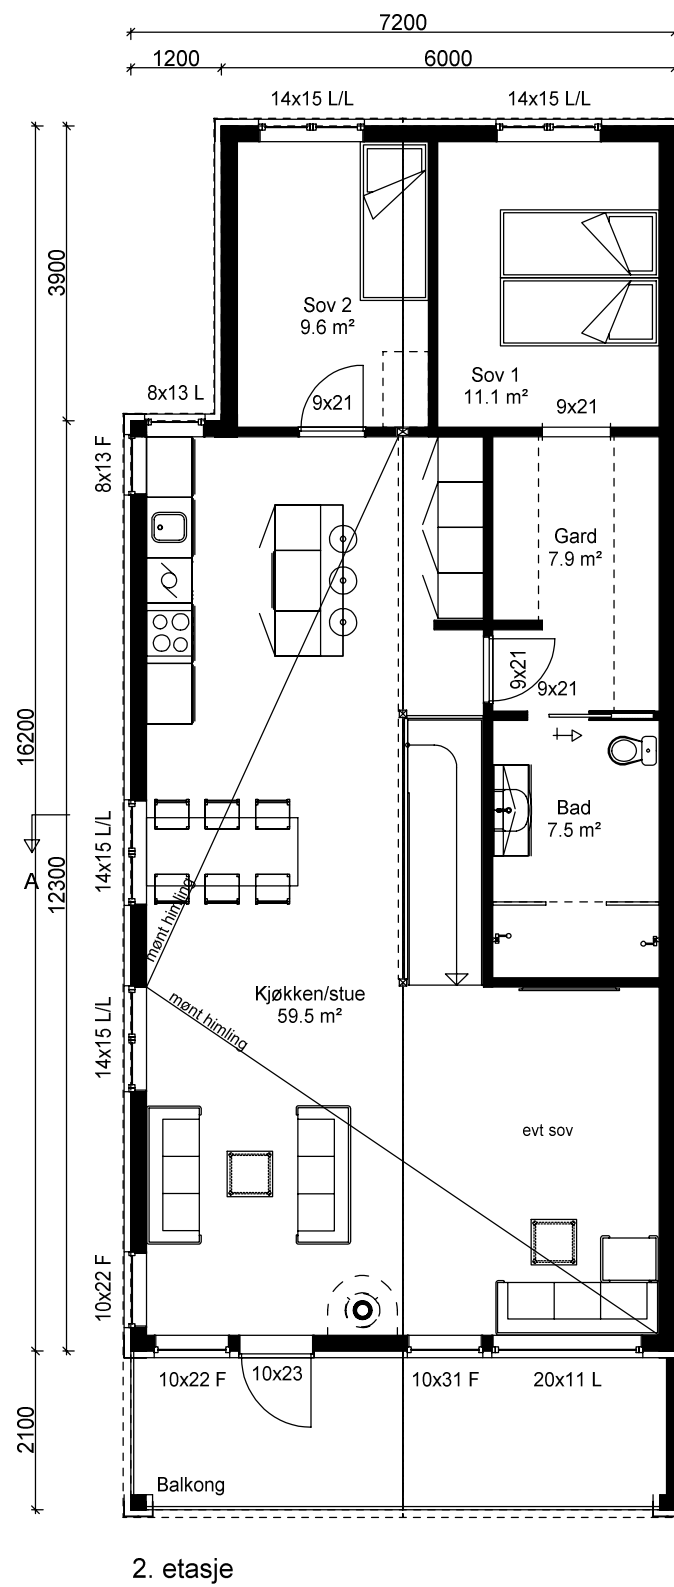 7200
1200
6000
14x15 L/L
14x15 L/L
3900
Sov 2
9.6 m²
Sov 1
11.1 m²
8x13 L
9x21
9x21
8x13 F
Gard
7.9 m²
9x21
9x21
16200
12300
A
14x15 L/L
Bad
7.5 m²
mønt himling
Kjøkken/stue
59.5 m²
mønt himling
14x15 L/L
evt sov
10x22 F
10x22 F
10x23
10x31 F
20x11 L
2100
Balkong
2. etasje